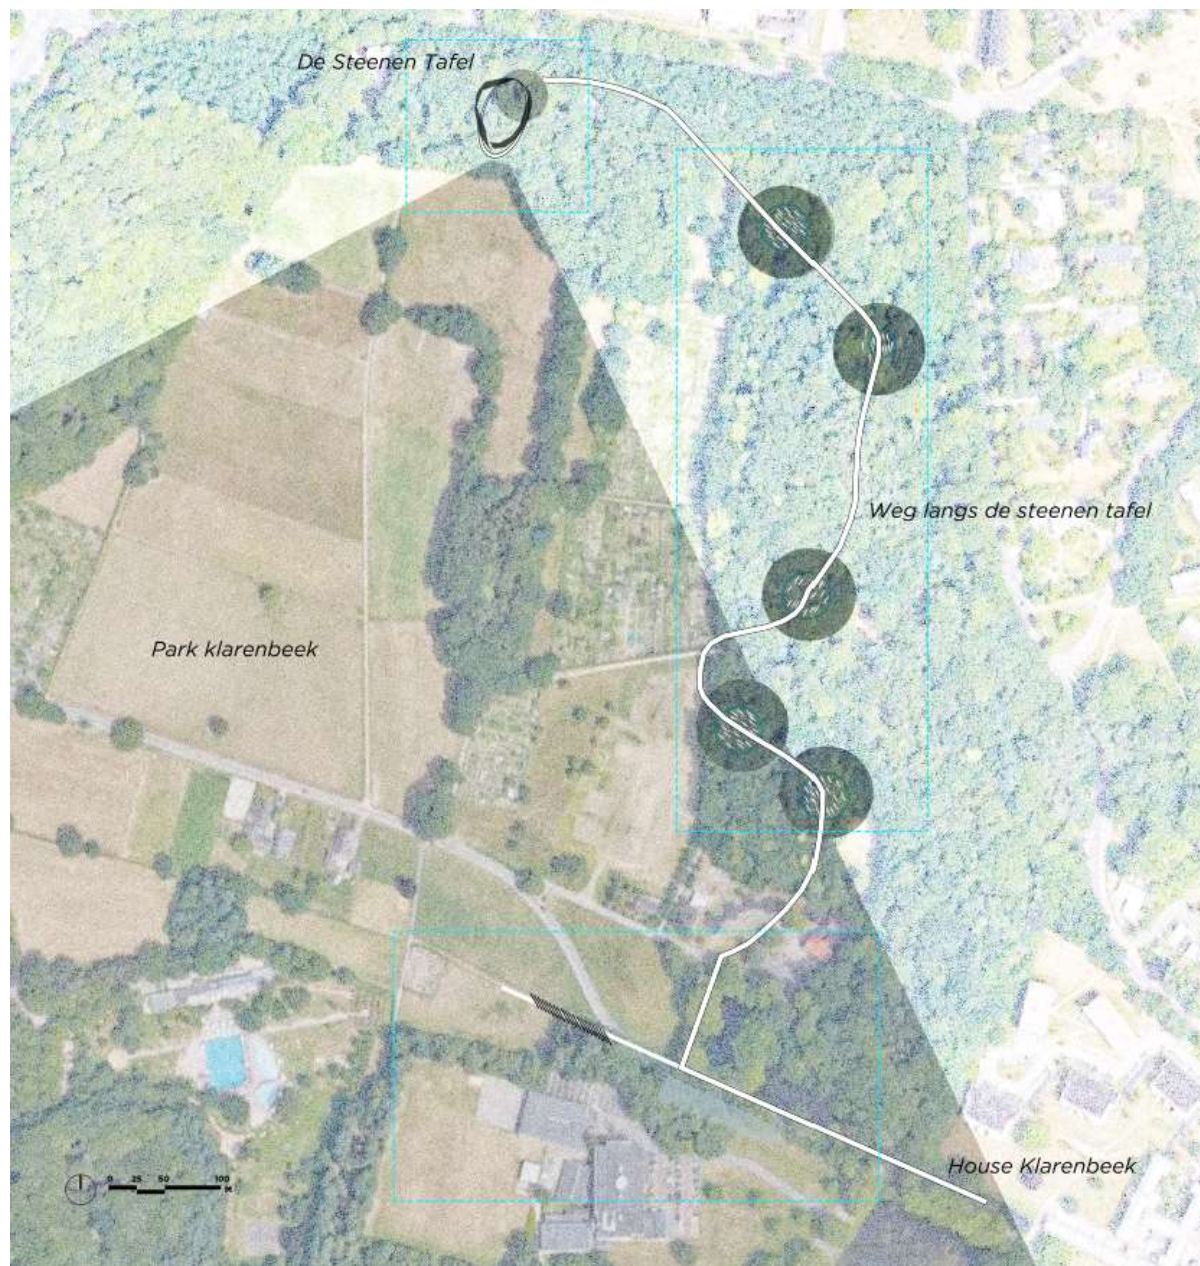 De Steenen Tafel
Weg langs de steenen tafel
Park klarenbeek
House Klarenbeek
0 25 50 100
M